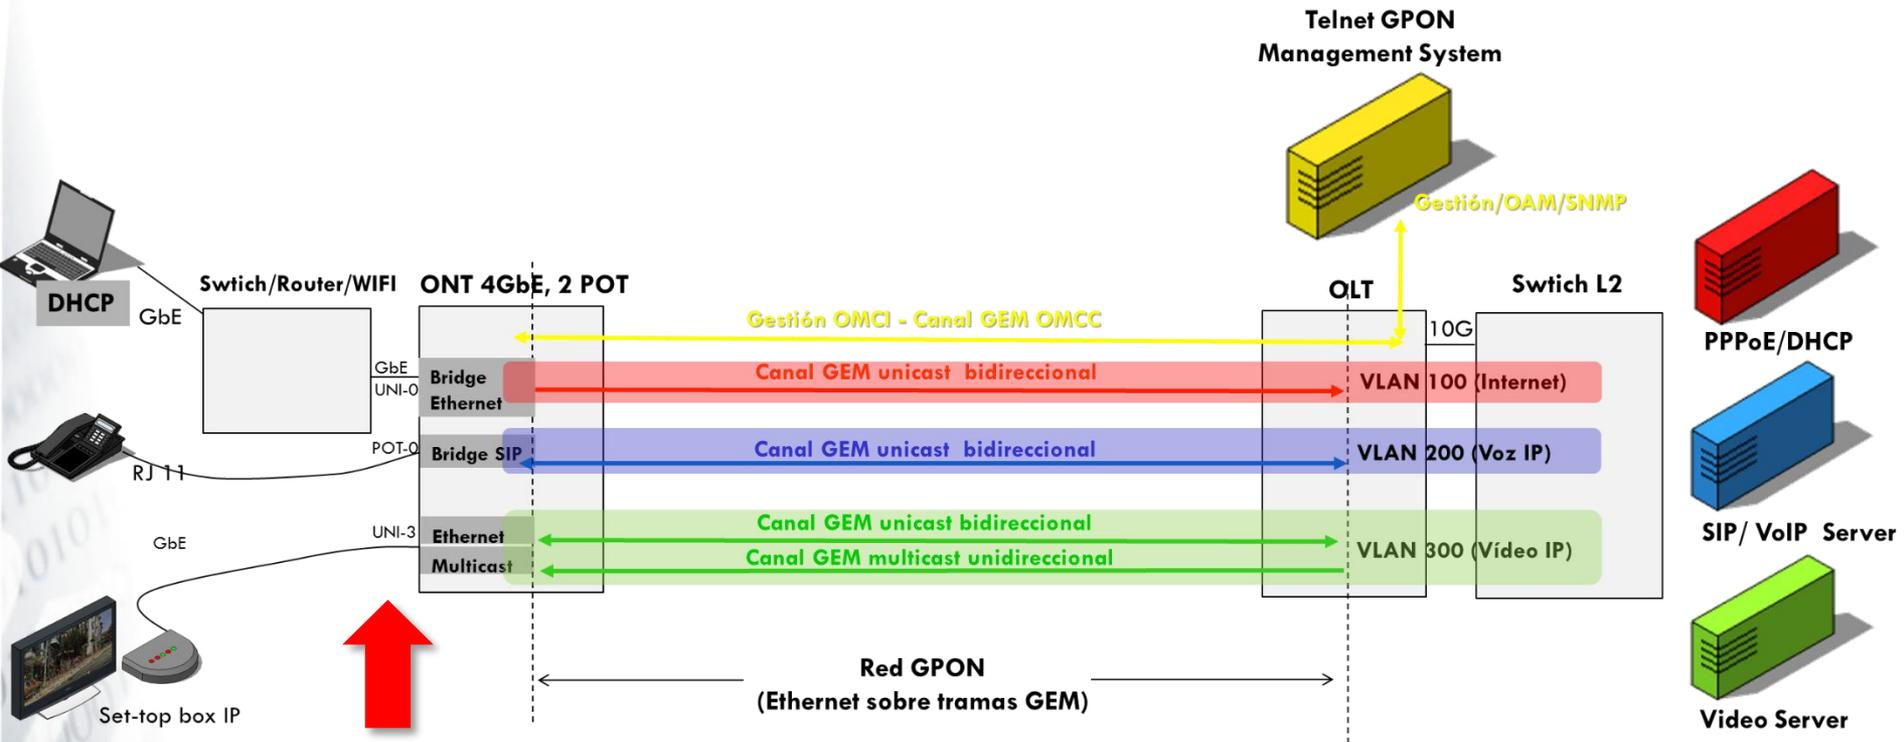 Telnet GPON
Management System
Gestión/OAM/SNMP
Swtich/Router/WIFI
ONT 4GbE, 2 POT
OLT
Swtich L2
DHCP
GbE
Gestión OMCI - Canal GEM OMCC
10G
PPPoE/DHCP
GbE
UNI-0
Bridge
Ethernet
Canal GEM unicast bidireccional
VLAN 100 (Internet)
POT-0
Bridge SIP
Canal GEM unicast bidireccional
VLAN 200 (Voz IP)
RJ 11
SIP/ VoIP Server
GbE
UNI-3
Ethernet
Multicast
Canal GEM unicast bidireccional
Canal GEM multicast unidireccional
VLAN 300 (Vídeo IP)
Red GPON
(Ethernet sobre tramas GEM)
Set-top box IP
Video Server